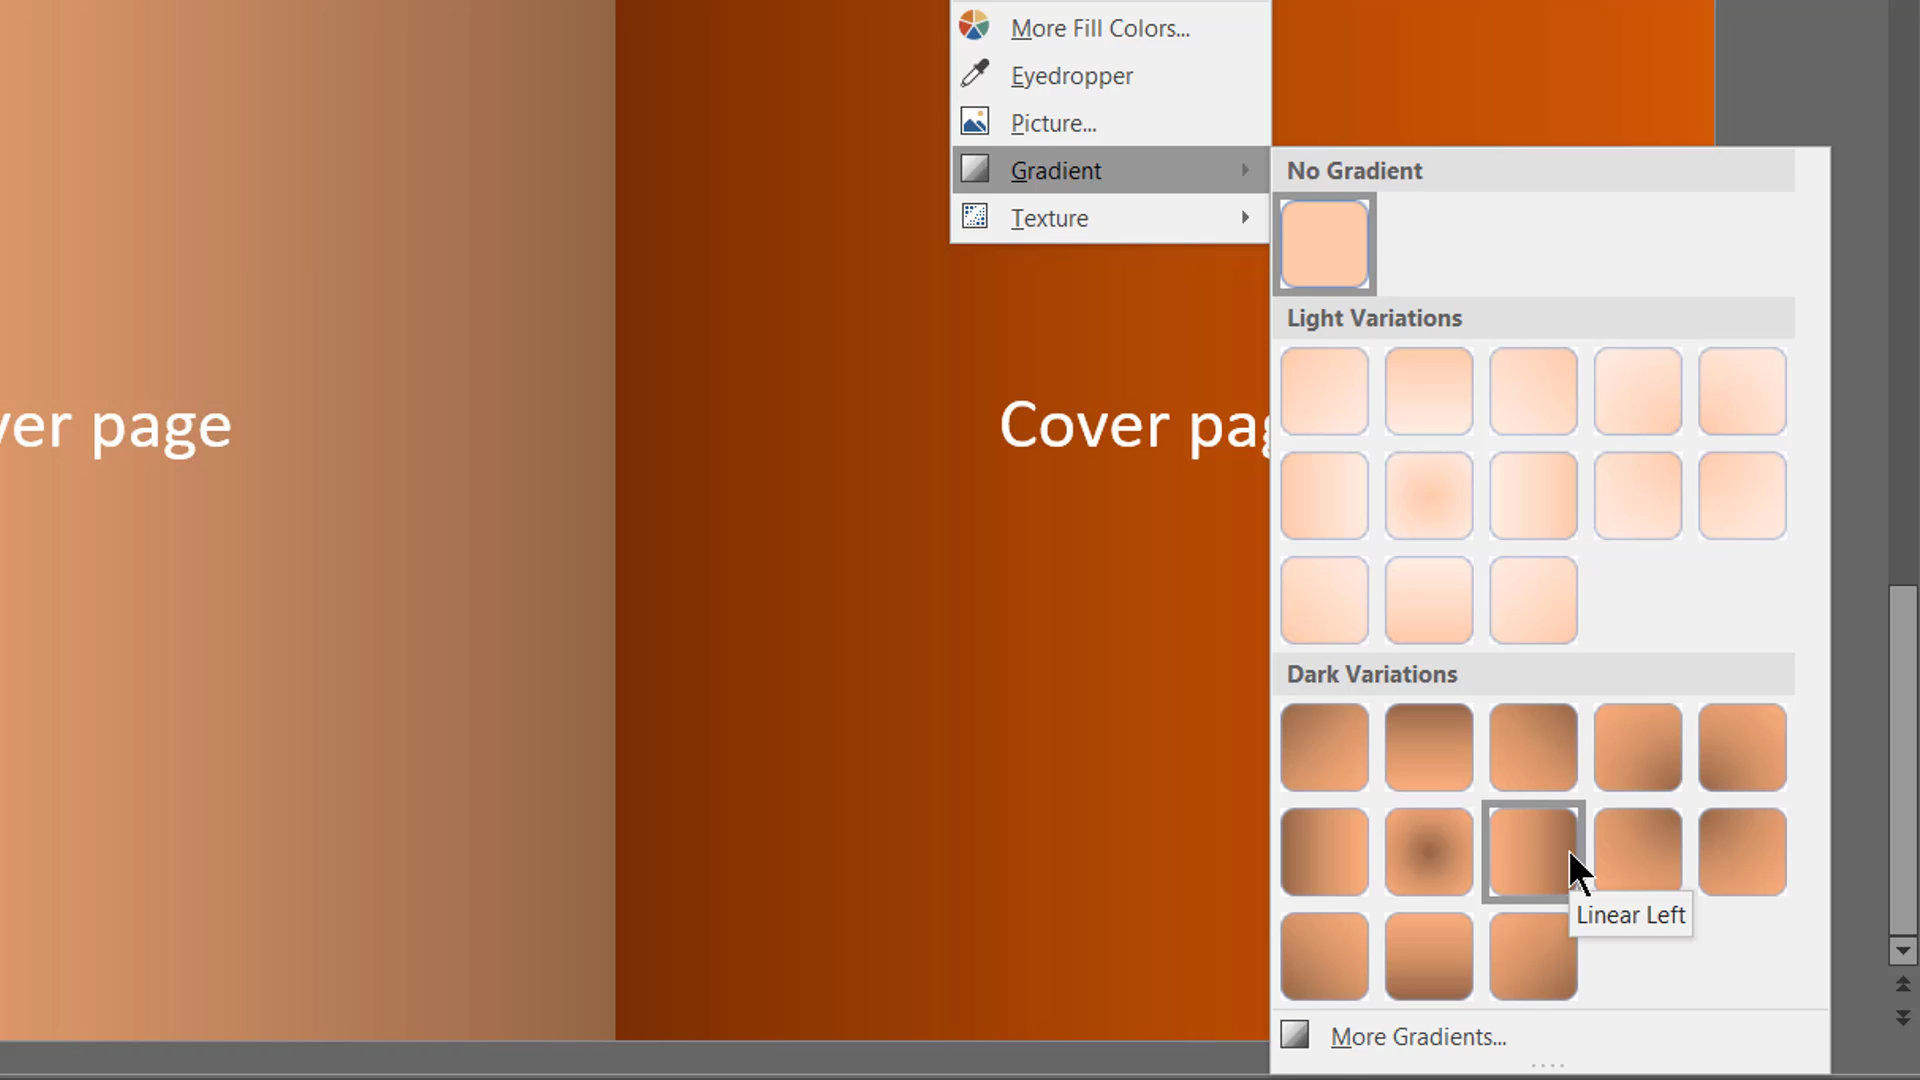 More Fill Colors...
Eyedropper
Picture...
Gradient
Texture
No Gradient
Light Variations
ver page
Cover pag
Dark Variations
Linear Left
More Gradients...